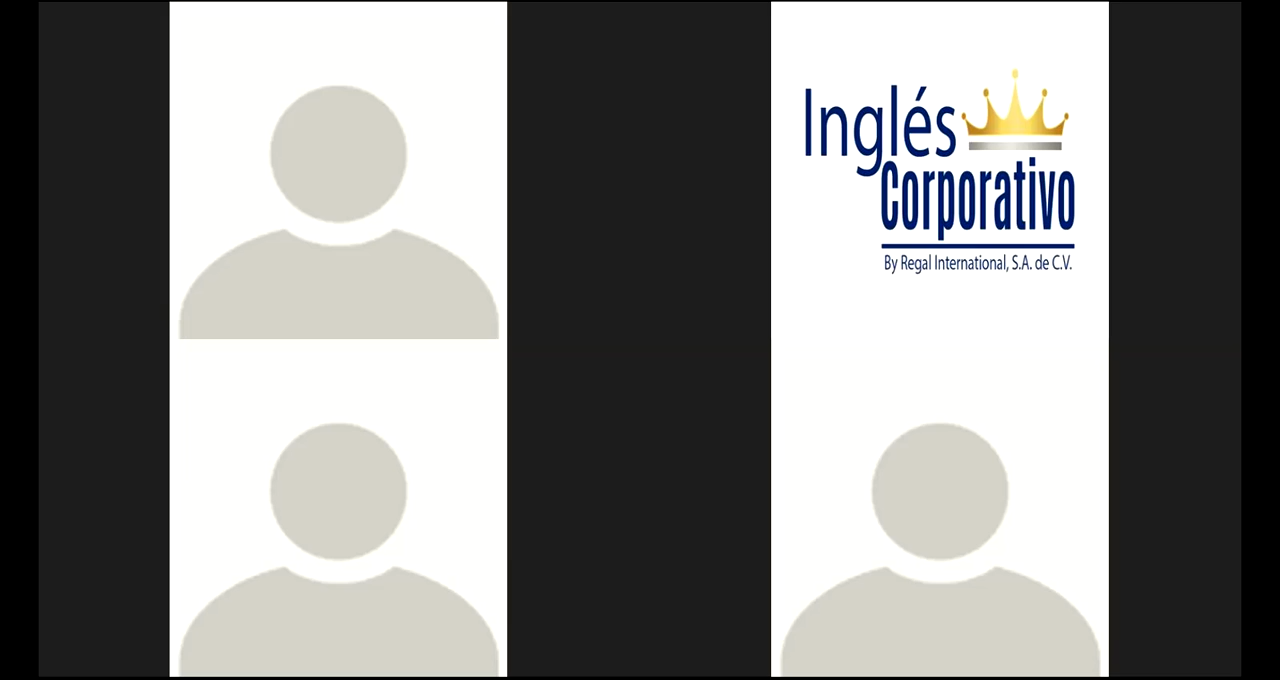 Inglés
Corporativo
By Regal International, S.A. de C.V.